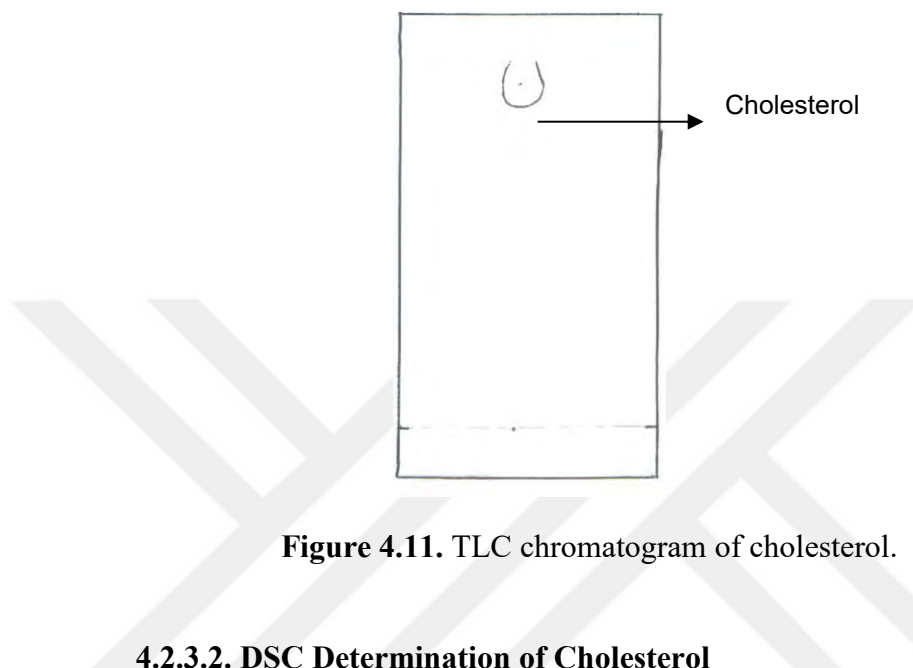 Cholesterol
Figure 4.11. TLC chromatogram of cholesterol.
4.2.3.2. DSC Determination of Cholesterol